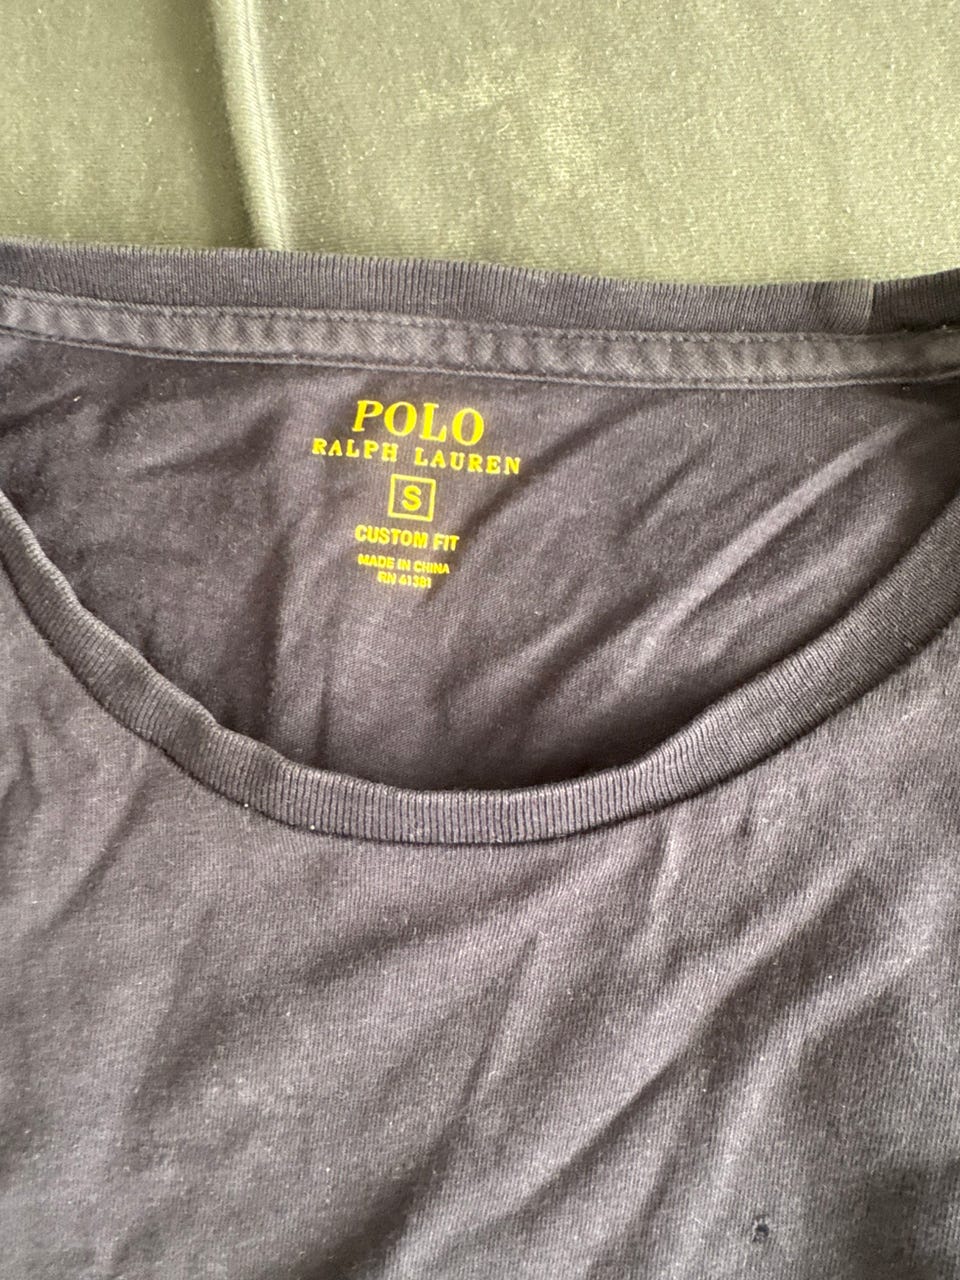 POLO
RALPH LAUREN
S
CUSTOM FIT
MADE IN CHINA
RN 41381